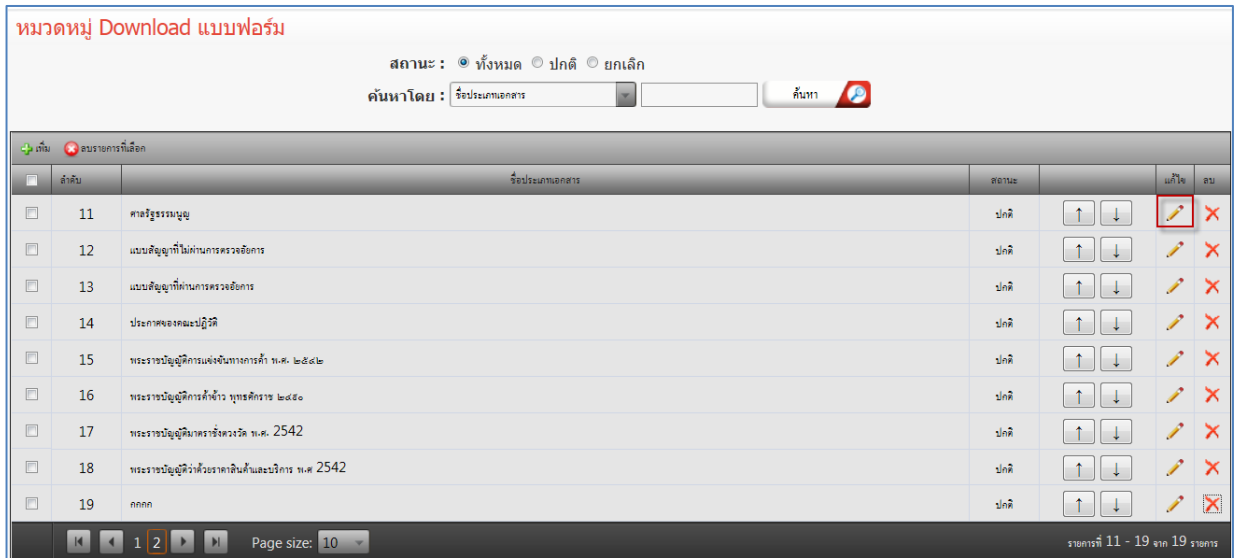 หมวดหมู่ Download แบบฟอร์ม
สถานะ : ทั้งหมด ปกติ ยกเลิก
ค้นหาโดย : ชื่อประเภทเอกสาร ค้นหา
เพิ่ม ลบรายการที่เลือก
ลำดับ ชื่อประเภทเอกสาร สถานะ แก้ไข ลบ
11 ศาลรัฐธรรมนูญ ปกติ ↑ ↓
12 แบบสัญญาที่ไม่ผ่านการตรวจอัยการ ปกติ ↑ ↓
13 แบบสัญญาที่ผ่านการตรวจอัยการ ปกติ ↑ ↓
14 ประกาศของคณะปฏิวัติ ปกติ ↑ ↓
15 พระราชบัญญัติการแข่งขันทางการค้า พ.ศ. ๒๕๔๒ ปกติ ↑ ↓
16 พระราชบัญญัติการค้าข้าว พุทธศักราช ๒๔๘๐ ปกติ ↑ ↓
17 พระราชบัญญัติมาตราชั่งตวงวัด พ.ศ. 2542 ปกติ ↑ ↓
18 พระราชบัญญัติว่าด้วยราคาสินค้าและบริการ พ.ศ 2542 ปกติ ↑ ↓
19 กกกก ปกติ ↑ ↓
1 2 Page size: 10 รายการที่ 11 - 19 จาก 19 รายการ